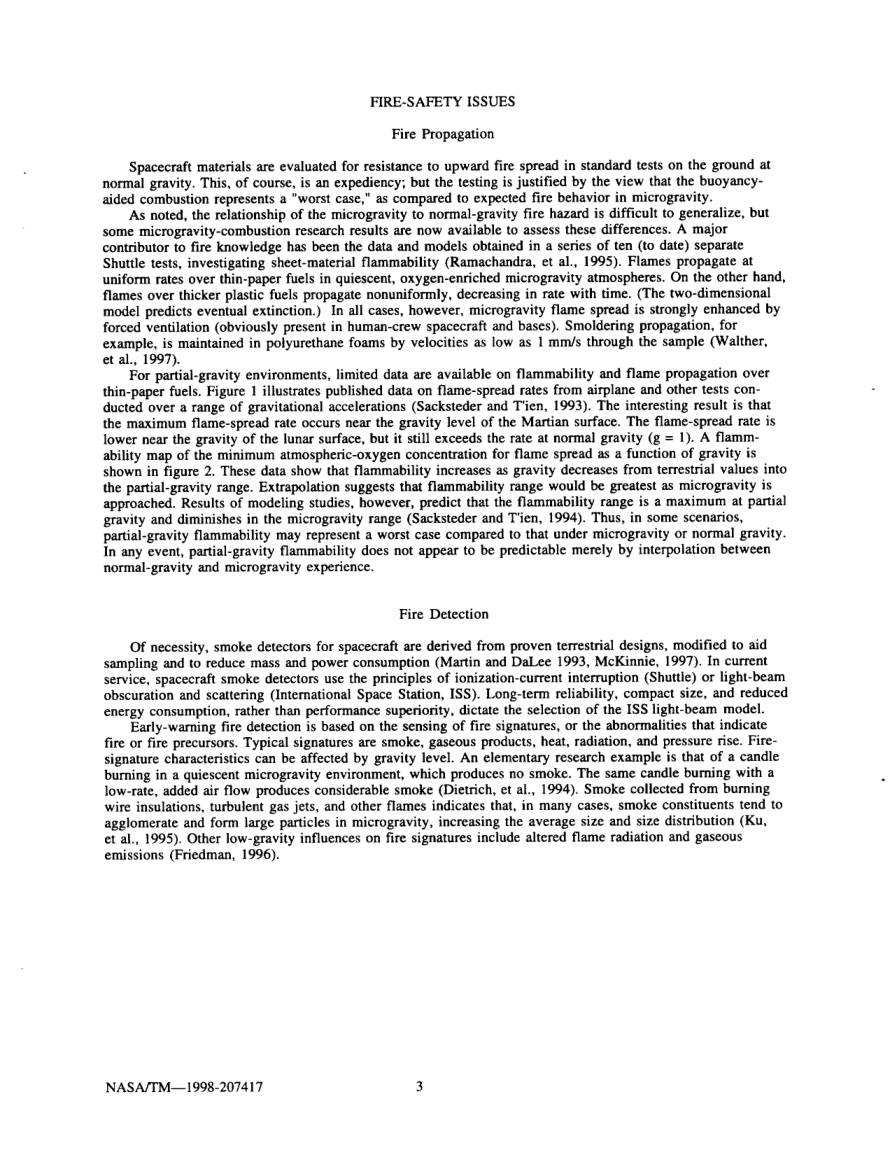 FIRE-SAFETY ISSUES
Fire Propagation
Spacecraft materials are evaluated for resistance to upward fire spread in standard tests on the ground at
normal gravity. This, of course, is an expediency; but the testing is justified by the view that the buoyancy-
aided combustion represents a "worst case," as compared to expected fire behavior in microgravity.
As noted, the relationship of the microgravity to normal-gravity fire hazard is difficult to generalize, but
some microgravity-combustion research results are now available to assess these differences. A major
contributor to fire knowledge has been the data and models obtained in a series of ten (to date) separate
Shuttle tests, investigating sheet-material flammability (Ramachandra, et al., 1995). Flames propagate at
uniform rates over thin-paper fuels in quiescent, oxygen-enriched microgravity atmospheres. On the other hand,
flames over thicker plastic fuels propagate nonuniformly, decreasing in rate with time. (The two-dimensional
model predicts eventual extinction.) In all cases, however, microgravity flame spread is strongly enhanced by
forced ventilation (obviously present in human-crew spacecraft and bases). Smoldering propagation, for
example, is maintained in polyurethane foams by velocities as low as 1 mm/s through the sample (Walther,
et al., 1997).
For partial-gravity environments, limited data are available on flammability and flame propagation over
thin-paper fuels. Figure 1 illustrates published data on flame-spread rates from airplane and other tests con-
ducted over a range of gravitational accelerations (Sacksteder and T'ien, 1993). The interesting result is that
the maximum flame-spread rate occurs near the gravity level of the Martian surface. The flame-spread rate is
lower near the gravity of the lunar surface, but it still exceeds the rate at normal gravity (g = 1). A flamm-
ability map of the minimum atmospheric-oxygen concentration for flame spread as a function of gravity is
shown in figure 2. These data show that flammability increases as gravity decreases from terrestrial values into
the partial-gravity range. Extrapolation suggests that flammability range would be greatest as microgravity is
approached. Results of modeling studies, however, predict that the flammability range is a maximum at partial
gravity and diminishes in the microgravity range (Sacksteder and T'ien, 1994). Thus, in some scenarios,
partial-gravity flammability may represent a worst case compared to that under microgravity or normal gravity.
In any event, partial-gravity flammability does not appear to be predictable merely by interpolation between
normal-gravity and microgravity experience.
Fire Detection
Of necessity, smoke detectors for spacecraft are derived from proven terrestrial designs, modified to aid
sampling and to reduce mass and power consumption (Martin and DaLee 1993, McKinnie, 1997). In current
service, spacecraft smoke detectors use the principles of ionization-current interruption (Shuttle) or light-beam
obscuration and scattering (International Space Station, ISS). Long-term reliability, compact size, and reduced
energy consumption, rather than performance superiority, dictate the selection of the ISS light-beam model.
Early-warning fire detection is based on the sensing of fire signatures, or the abnormalities that indicate
fire or fire precursors. Typical signatures are smoke, gaseous products, heat, radiation, and pressure rise. Fire-
signature characteristics can be affected by gravity level. An elementary research example is that of a candle
burning in a quiescent microgravity environment, which produces no smoke. The same candle burning with a
low-rate, added air flow produces considerable smoke (Dietrich, et al., 1994). Smoke collected from burning
wire insulations, turbulent gas jets, and other flames indicates that, in many cases, smoke constituents tend to
agglomerate and form large particles in microgravity, increasing the average size and size distribution (Ku,
et al., 1995). Other low-gravity influences on fire signatures include altered flame radiation and gaseous
emissions (Friedman, 1996).
NASA/TM—1998-207417 3